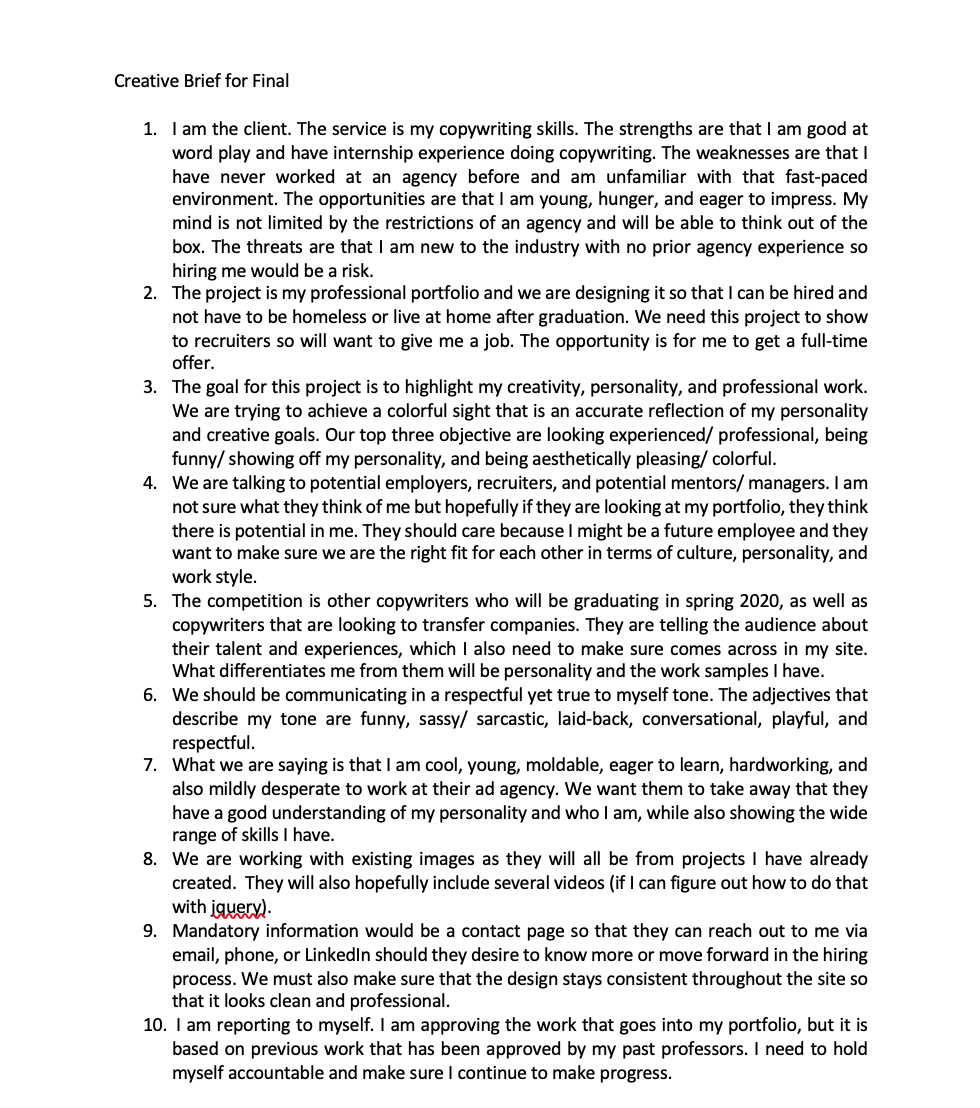 Creative Brief for Final
1. I am the client. The service is my copywriting skills. The strengths are that I am good at
word play and have internship experience doing copywriting. The weaknesses are that I
have never worked at an agency before and am unfamiliar with that fast-paced
environment. The opportunities are that I am young, hunger, and eager to impress. My
mind is not limited by the restrictions of an agency and will be able to think out of the
box. The threats are that I am new to the industry with no prior agency experience so
hiring me would be a risk.
2. The project is my professional portfolio and we are designing it so that I can be hired and
not have to be homeless or live at home after graduation. We need this project to show
to recruiters so will want to give me a job. The opportunity is for me to get a full-time
offer.
3. The goal for this project is to highlight my creativity, personality, and professional work.
We are trying to achieve a colorful sight that is an accurate reflection of my personality
and creative goals. Our top three objective are looking experienced/ professional, being
funny/ showing off my personality, and being aesthetically pleasing/ colorful.
4. We are talking to potential employers, recruiters, and potential mentors/ managers. I am
not sure what they think of me but hopefully if they are looking at my portfolio, they think
there is potential in me. They should care because I might be a future employee and they
want to make sure we are the right fit for each other in terms of culture, personality, and
work style.
5. The competition is other copywriters who will be graduating in spring 2020, as well as
copywriters that are looking to transfer companies. They are telling the audience about
their talent and experiences, which I also need to make sure comes across in my site.
What differentiates me from them will be personality and the work samples I have.
6. We should be communicating in a respectful yet true to myself tone. The adjectives that
describe my tone are funny, sassy/ sarcastic, laid-back, conversational, playful, and
respectful.
7. What we are saying is that I am cool, young, moldable, eager to learn, hardworking, and
also mildly desperate to work at their ad agency. We want them to take away that they
have a good understanding of my personality and who I am, while also showing the wide
range of skills I have.
8. We are working with existing images as they will all be from projects I have already
created. They will also hopefully include several videos (if I can figure out how to do that
with jquery).
9. Mandatory information would be a contact page so that they can reach out to me via
email, phone, or LinkedIn should they desire to know more or move forward in the hiring
process. We must also make sure that the design stays consistent throughout the site so
that it looks clean and professional.
10. I am reporting to myself. I am approving the work that goes into my portfolio, but it is
based on previous work that has been approved by my past professors. I need to hold
myself accountable and make sure I continue to make progress.